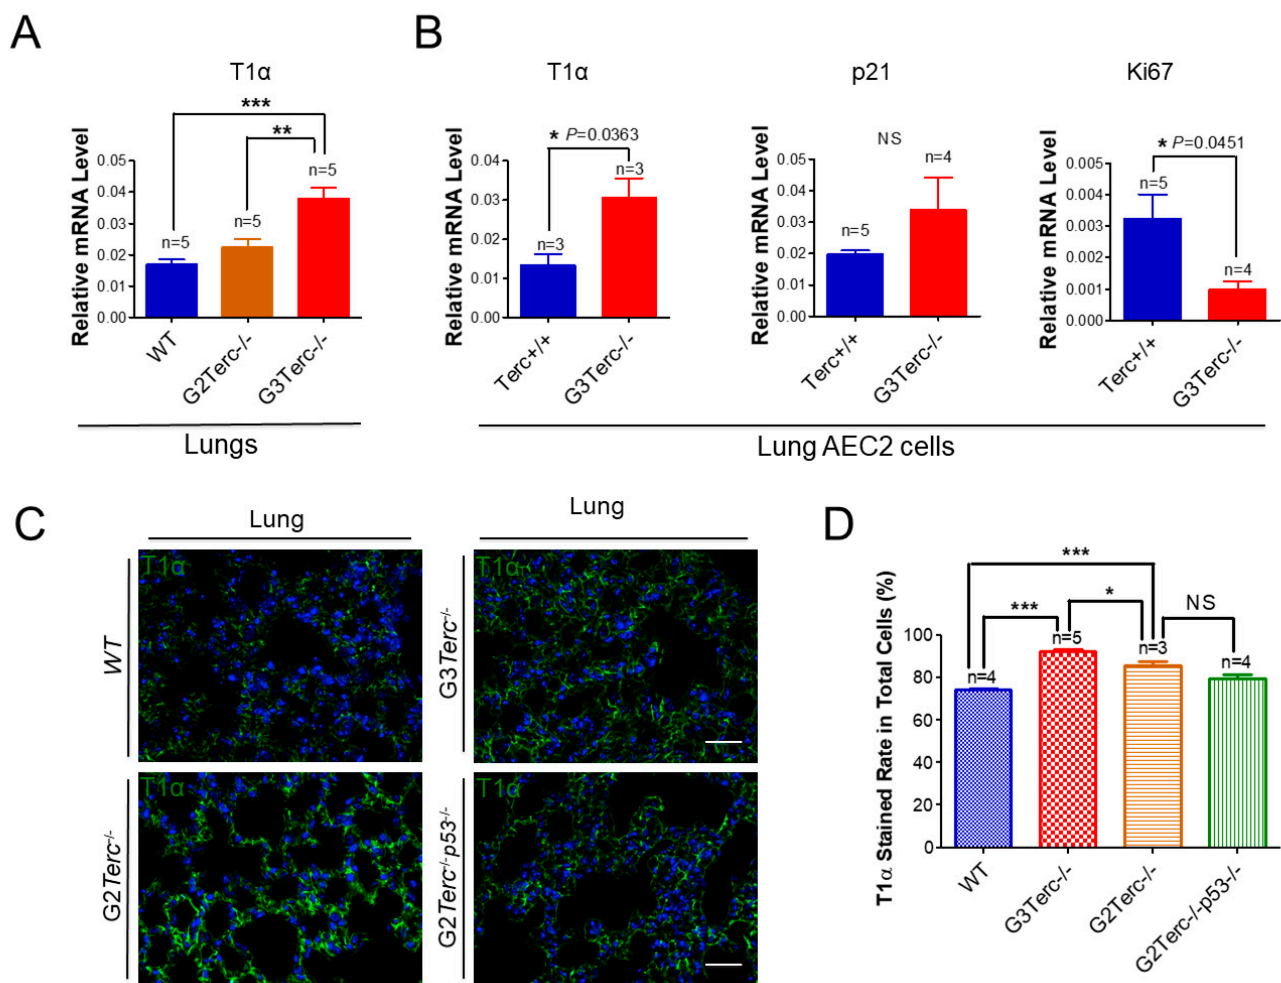 A
T1α
***
**
Relative mRNA Level
0.05
0.04
0.03
0.02
0.01
0.00
n=5
n=5
n=5
WT
G2Terc-/-
G3Terc-/-
Lungs
B
T1α
* P=0.0363
Relative mRNA Level
0.04
0.03
0.02
0.01
0.00
n=3
n=3
Terc+/+
G3Terc-/-
p21
NS
Relative mRNA Level
0.05
0.04
0.03
0.02
0.01
0.00
n=5
n=4
Terc+/+
G3Terc-/-
Ki67
* P=0.0451
Relative mRNA Level
0.005
0.004
0.003
0.002
0.001
0.000
n=5
n=4
Terc+/+
G3Terc-/-
Lung AEC2 cells
C
Lung
Lung
WT
T1α
G3Terc-/-
T1α
G2Terc-/-
T1α
G2Terc-/-p53-/-
T1α
D
***
***
*
NS
T1α Stained Rate in Total Cells (%)
100
80
60
40
20
0
n=4
n=5
n=3
n=4
WT
G3Terc-/-
G2Terc-/-
G2Terc-/-p53-/-